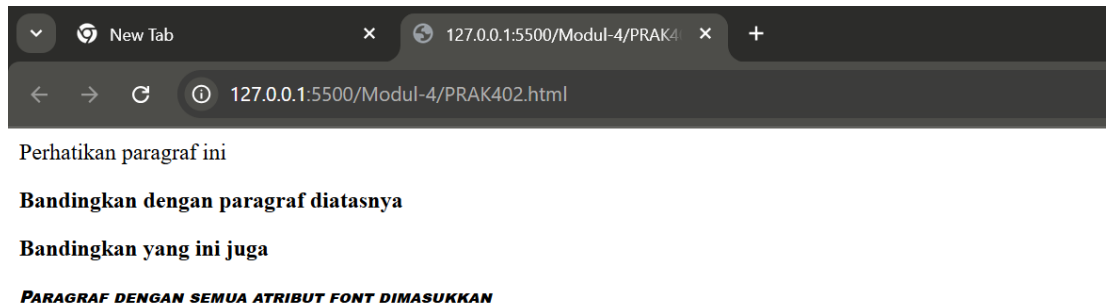 New Tab
127.0.0.1:5500/Modul-4/PRAK4
127.0.0.1:5500/Modul-4/PRAK402.html
Perhatikan paragraf ini
Bandingkan dengan paragraf diatasnya
Bandingkan yang ini juga
PARAGRAF DENGAN SEMUA ATRIBUT FONT DIMASUKKAN